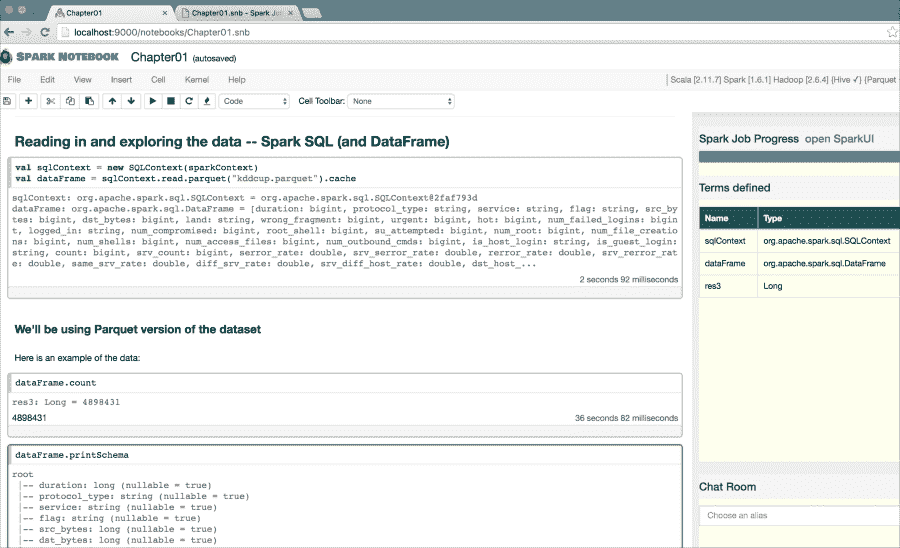 Chapter01
Chapter01.snb - Spark Jo
localhost:9000/notebooks/Chapter01.snb
SPARK NOTEBOOK Chapter01 (autosaved)
File Edit View Insert Cell Kernel Help
Scala [2.11.7] Spark [1.6.1] Hadoop [2.6.4] {Hive ✓} {Parquet
Code Cell Toolbar: None
Reading in and exploring the data -- Spark SQL (and DataFrame)
val sqlContext = new SQLContext(sparkContext)
val dataFrame = sqlContext.read.parquet("kddcup.parquet").cache
sqlContext: org.apache.spark.sql.SQLContext = org.apache.spark.sql.SQLContext@2faf793d
dataFrame: org.apache.spark.sql.DataFrame = [duration: bigint, protocol_type: string, service: string, flag: string, src_by
tes: bigint, dst_bytes: bigint, land: string, wrong_fragment: bigint, urgent: bigint, hot: bigint, num_failed_logins: bigin
t, logged_in: string, num_compromised: bigint, root_shell: bigint, su_attempted: bigint, num_root: bigint, num_file_creatio
ns: bigint, num_shells: bigint, num_access_files: bigint, num_outbound_cmds: bigint, is_host_login: string, is_guest_login:
string, count: bigint, srv_count: bigint, serror_rate: double, srv_serror_rate: double, rerror_rate: double, srv_rerror_rat
e: double, same_srv_rate: double, diff_srv_rate: double, srv_diff_host_rate: double, dst_host_...
2 seconds 92 milliseconds
We'll be using Parquet version of the dataset
Here is an example of the data:
dataFrame.count
res3: Long = 4898431
4898431 36 seconds 82 milliseconds
dataFrame.printSchema
root
|-- duration: long (nullable = true)
|-- protocol_type: string (nullable = true)
|-- service: string (nullable = true)
|-- flag: string (nullable = true)
|-- src_bytes: long (nullable = true)
|-- dst_bytes: long (nullable = true)
Spark Job Progress open SparkUI
Terms defined
Name Type
sqlContext org.apache.spark.sql.SQLContext
dataFrame org.apache.spark.sql.DataFrame
res3 Long
Chat Room
Choose an alias